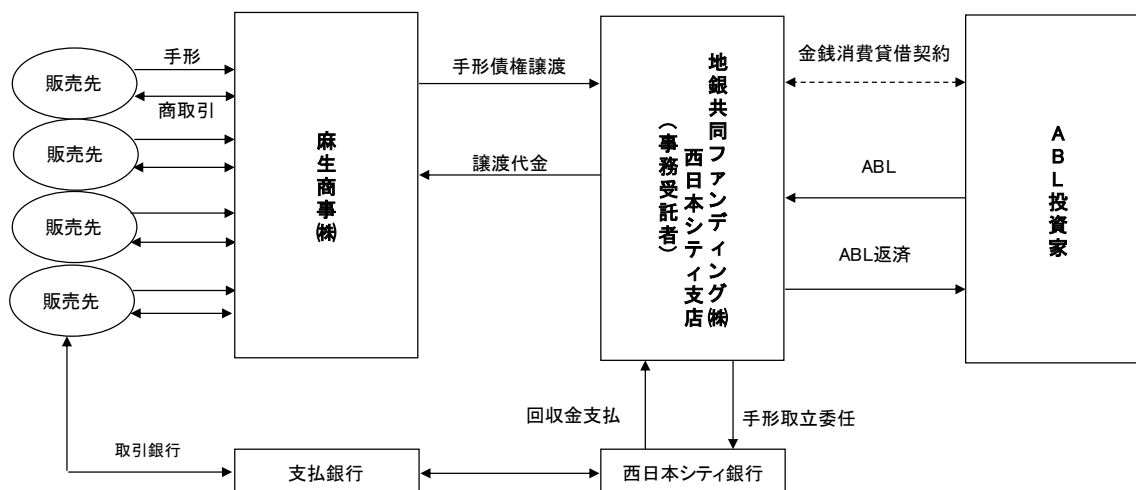 販売先
手形
商取引
販売先
販売先
販売先
麻生商事㈱
手形債権譲渡
譲渡代金
地銀共同ファンディング㈱
西日本シティ支店
（事務受託者）
金銭消費貸借契約
ABL
ABL返済
ABL投資家
回収金支払
手形取立委任
取引銀行
支払銀行
西日本シティ銀行